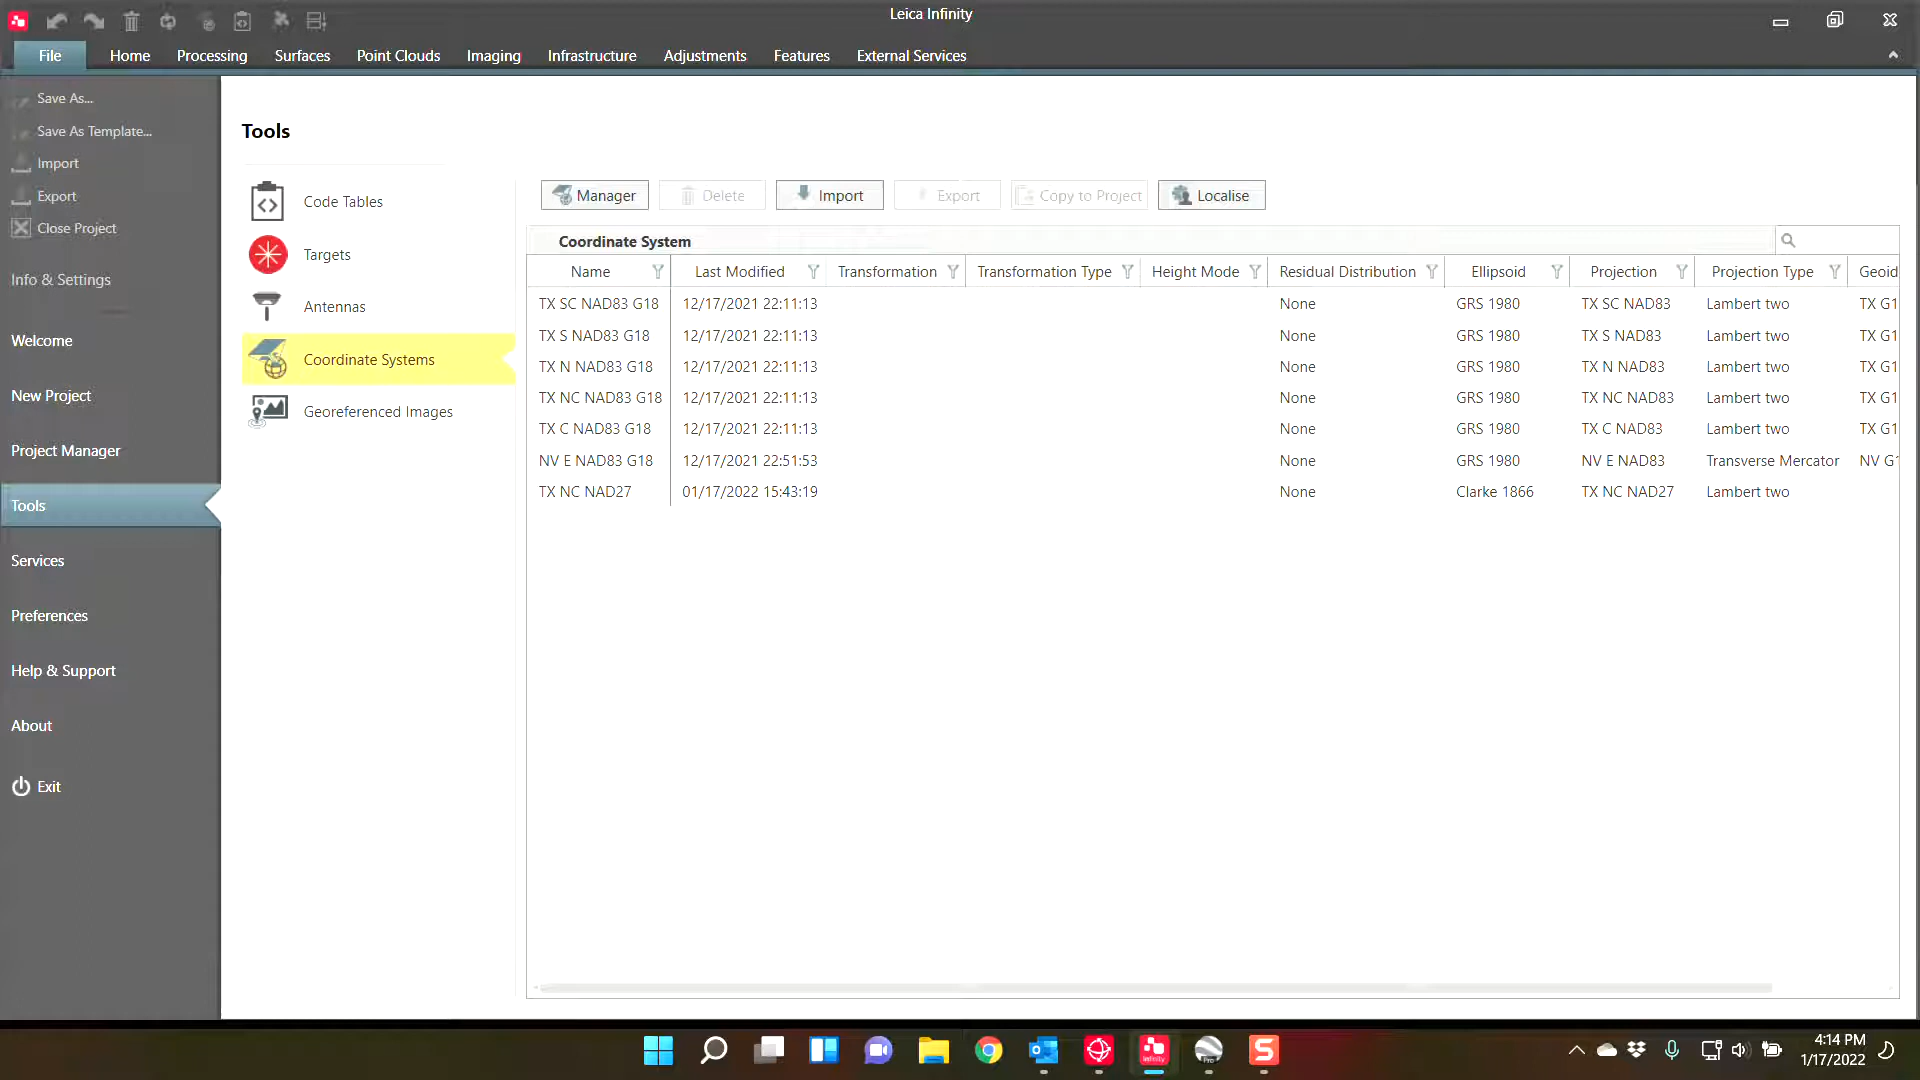 Leica Infinity
File Home Processing Surfaces Point Clouds Imaging Infrastructure Adjustments Features External Services
Save As...
Save As Template...
Import
Export
Close Project
Info & Settings
Welcome
New Project
Project Manager
Tools
Services
Preferences
Help & Support
About
Exit
Tools
Code Tables
Targets
Antennas
Coordinate Systems
Georeferenced Images
Manager Delete Import Export Copy to Project Localise
Coordinate System
Name Last Modified Transformation Transformation Type Height Mode Residual Distribution Ellipsoid Projection Projection Type Geoid
TX SC NAD83 G18 12/17/2021 22:11:13 None GRS 1980 TX SC NAD83 Lambert two TX G1
TX S NAD83 G18 12/17/2021 22:11:13 None GRS 1980 TX S NAD83 Lambert two TX G1
TX N NAD83 G18 12/17/2021 22:11:13 None GRS 1980 TX N NAD83 Lambert two TX G1
TX NC NAD83 G18 12/17/2021 22:11:13 None GRS 1980 TX NC NAD83 Lambert two TX G1
TX C NAD83 G18 12/17/2021 22:11:13 None GRS 1980 TX C NAD83 Lambert two TX G1
NV E NAD83 G18 12/17/2021 22:51:53 None GRS 1980 NV E NAD83 Transverse Mercator NV G1
TX NC NAD27 01/17/2022 15:43:19 None Clarke 1866 TX NC NAD27 Lambert two
4:14 PM
1/17/2022